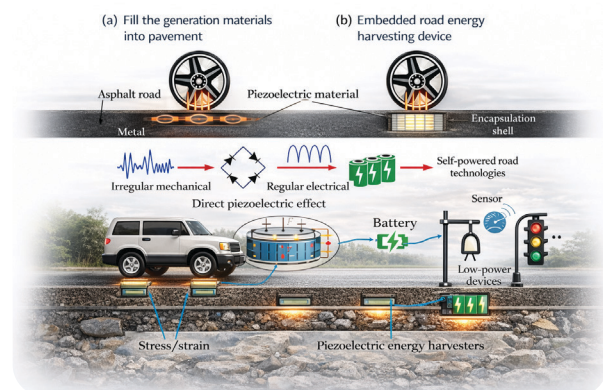 (a) Fill the generation materials
into pavement
(b) Embedded road energy
harvesting device
Asphalt road
Piezoelectric material
Metal
Encapsulation
shell
Irregular mechanical
Regular electrical
Self-powered road
technologies
Direct piezoelectric effect
Battery
Sensor
Low-power
devices
Stress/strain
Piezoelectric energy harvesters